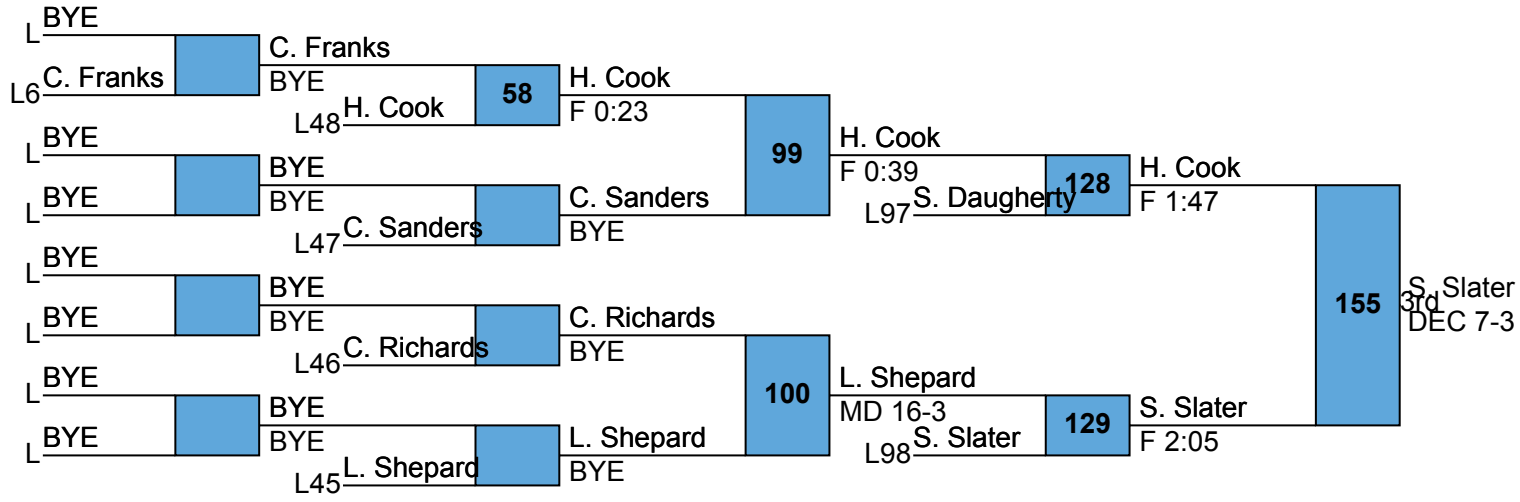 BYE
L
C. Franks
L6
BYE
L
BYE
L
BYE
L
BYE
L
BYE
L
BYE
L
C. Franks
BYE
H. Cook
L48
58
BYE
BYE
C. Sanders
L47
BYE
BYE
C. Richards
L46
BYE
BYE
L. Shepard
L45
H. Cook
F 0:23
C. Sanders
BYE
99
C. Richards
BYE
L. Shepard
BYE
100
H. Cook
F 0:39
S. Daugherty
L97
128
L. Shepard
MD 16-3
S. Slater
L98
129
H. Cook
F 1:47
S. Slater
F 2:05
155
S. Slater
3rd
DEC 7-3